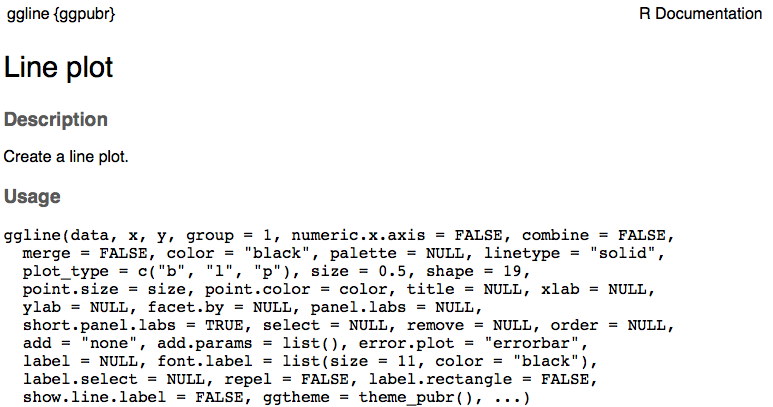 ggline {ggpubr} R Documentation
Line plot
Description
Create a line plot.
Usage
ggline(data, x, y, group = 1, numeric.x.axis = FALSE, combine = FALSE,
merge = FALSE, color = "black", palette = NULL, linetype = "solid",
plot_type = c("b", "l", "p"), size = 0.5, shape = 19,
point.size = size, point.color = color, title = NULL, xlab = NULL,
ylab = NULL, facet.by = NULL, panel.labs = NULL,
short.panel.labs = TRUE, select = NULL, remove = NULL, order = NULL,
add = "none", add.params = list(), error.plot = "errorbar",
label = NULL, font.label = list(size = 11, color = "black"),
label.select = NULL, repel = FALSE, label.rectangle = FALSE,
show.line.label = FALSE, ggtheme = theme_pubr(), ...)